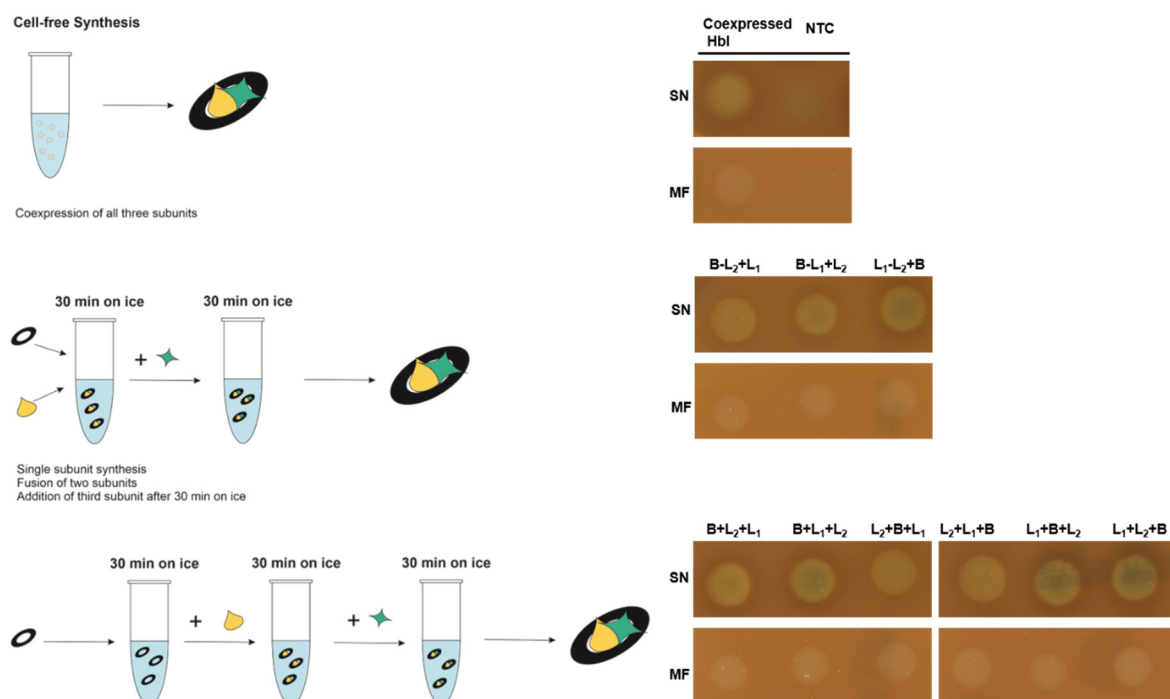 Cell-free Synthesis
Coexpression of all three subunits
Coexpressed NTC
Hbl
SN
MF
30 min on ice 30 min on ice
+
Single subunit synthesis
Fusion of two subunits
Addition of third subunit after 30 min on ice
B-L₂+L₁ B-L₁+L₂ L₁-L₂+B
SN
MF
30 min on ice 30 min on ice 30 min on ice
+ +
B+L₂+L₁ B+L₁+L₂ L₂+B+L₁ L₂+L₁+B L₁+B+L₂ L₁+L₂+B
SN
MF